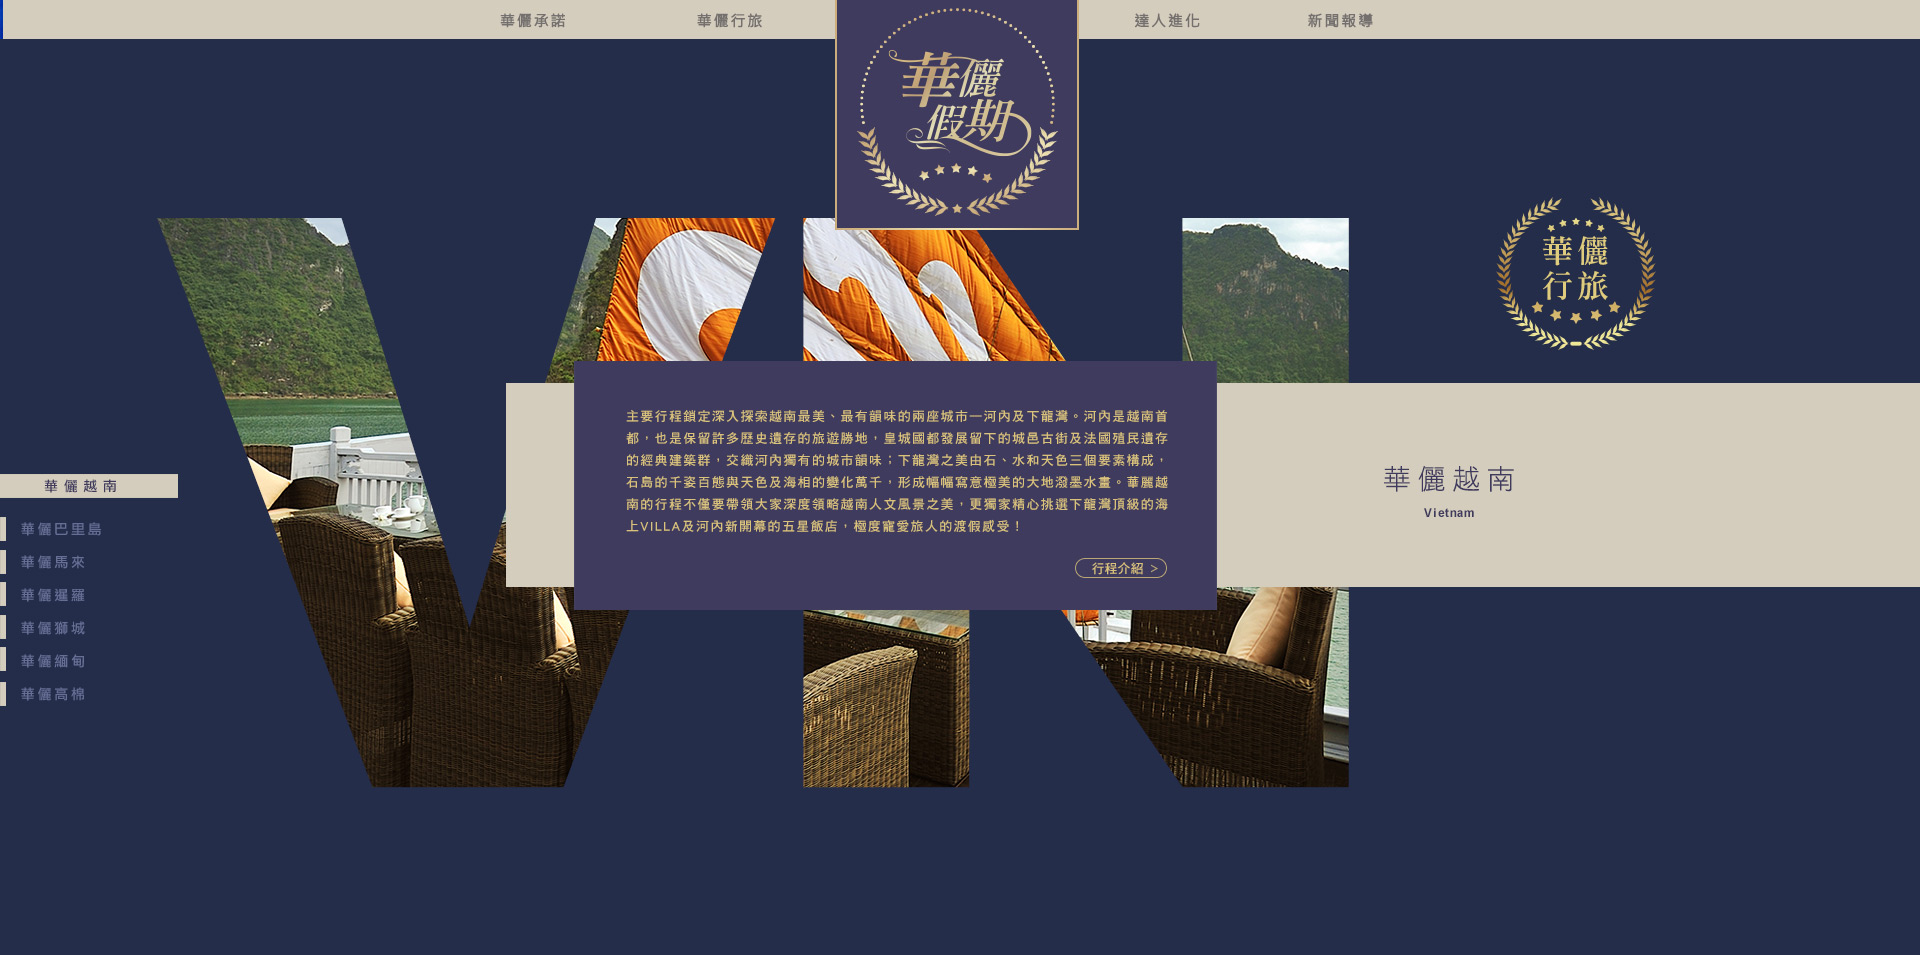 華儷承諾
華儷行旅
達人進化
新聞報導
華儷
假期
華儷
行旅
主要行程鎖定深入探索越南最美、最有韻味的兩座城市—河內及下龍灣。河內是越南首
都，也是保留許多歷史遺存的旅遊勝地，皇城國都發展留下的城邑古街及法國殖民遺存
的經典建築群，交織河內獨有的城市韻味；下龍灣之美由石、水和天色三個要素構成，
石島的千姿百態與天色及海相的變化萬千，形成幅幅寫意極美的大地潑墨水畫。華麗越
南的行程不僅要帶領大家深度領略越南人文風景之美，更獨家精心挑選下龍灣頂級的海
上VILLA及河內新開幕的五星飯店，極度寵愛旅人的渡假感受！
行程介紹 >
華儷越南
Vietnam
華儷越南
華儷巴里島
華儷馬來
華儷暹羅
華儷獅城
華儷緬甸
華儷高棉